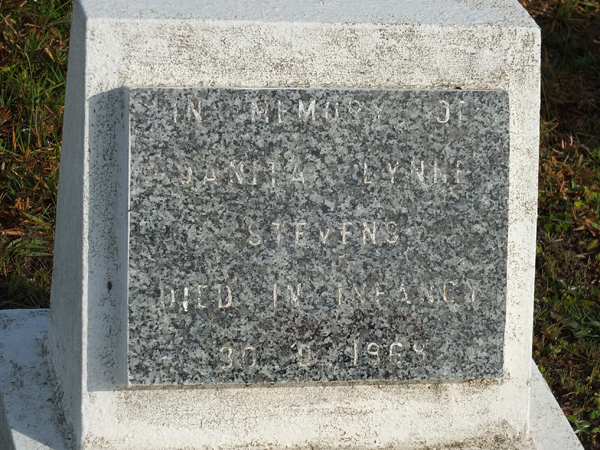 IN MEMORY OF
JANITA LYNNE
STEVENS
DIED IN INFANCY
30 9 1968